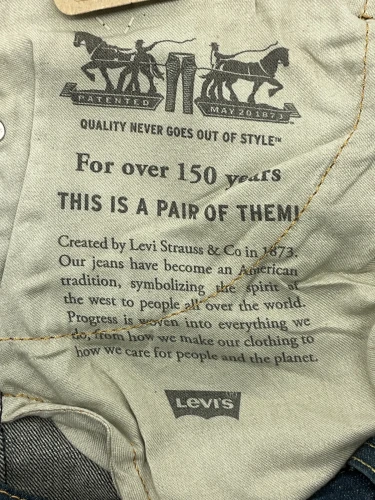 PATENTED MAY 20 1873
QUALITY NEVER GOES OUT OF STYLE™
For over 150 years
THIS IS A PAIR OF THEM!
Created by Levi Strauss & Co in 1873.
Our jeans have become an American
tradition, symbolizing the spirit of
the west to people all over the world.
Progress is woven into everything we
do, from how we make our clothing to
how we care for people and the planet.
LEVI'S